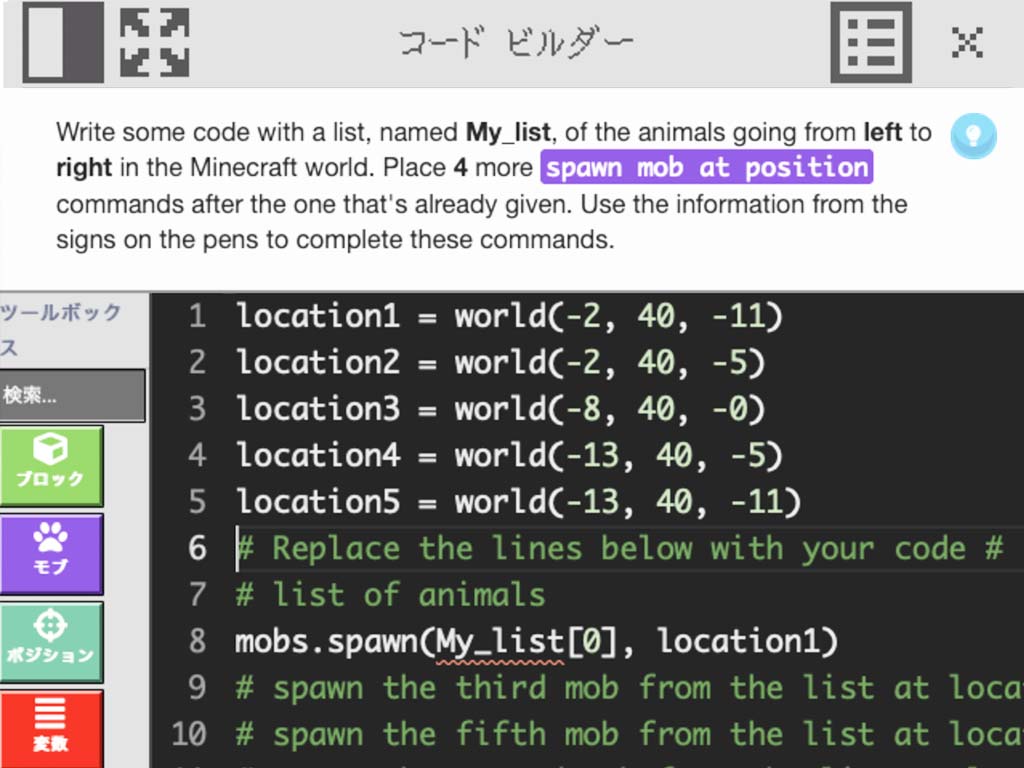 コード ビルダー
Write some code with a list, named My_list, of the animals going from left to
right in the Minecraft world. Place 4 more spawn mob at position
commands after the one that's already given. Use the information from the
signs on the pens to complete these commands.
ツールボック
ス
検索...
ブロック
モブ
ポジション
変数
1 location1 = world(-2, 40, -11)
2 location2 = world(-2, 40, -5)
3 location3 = world(-8, 40, -0)
4 location4 = world(-13, 40, -5)
5 location5 = world(-13, 40, -11)
6 # Replace the lines below with your code #
7 # list of animals
8 mobs.spawn(My_list[0], location1)
9 # spawn the third mob from the list at loca
10 # spawn the fifth mob from the list at loca